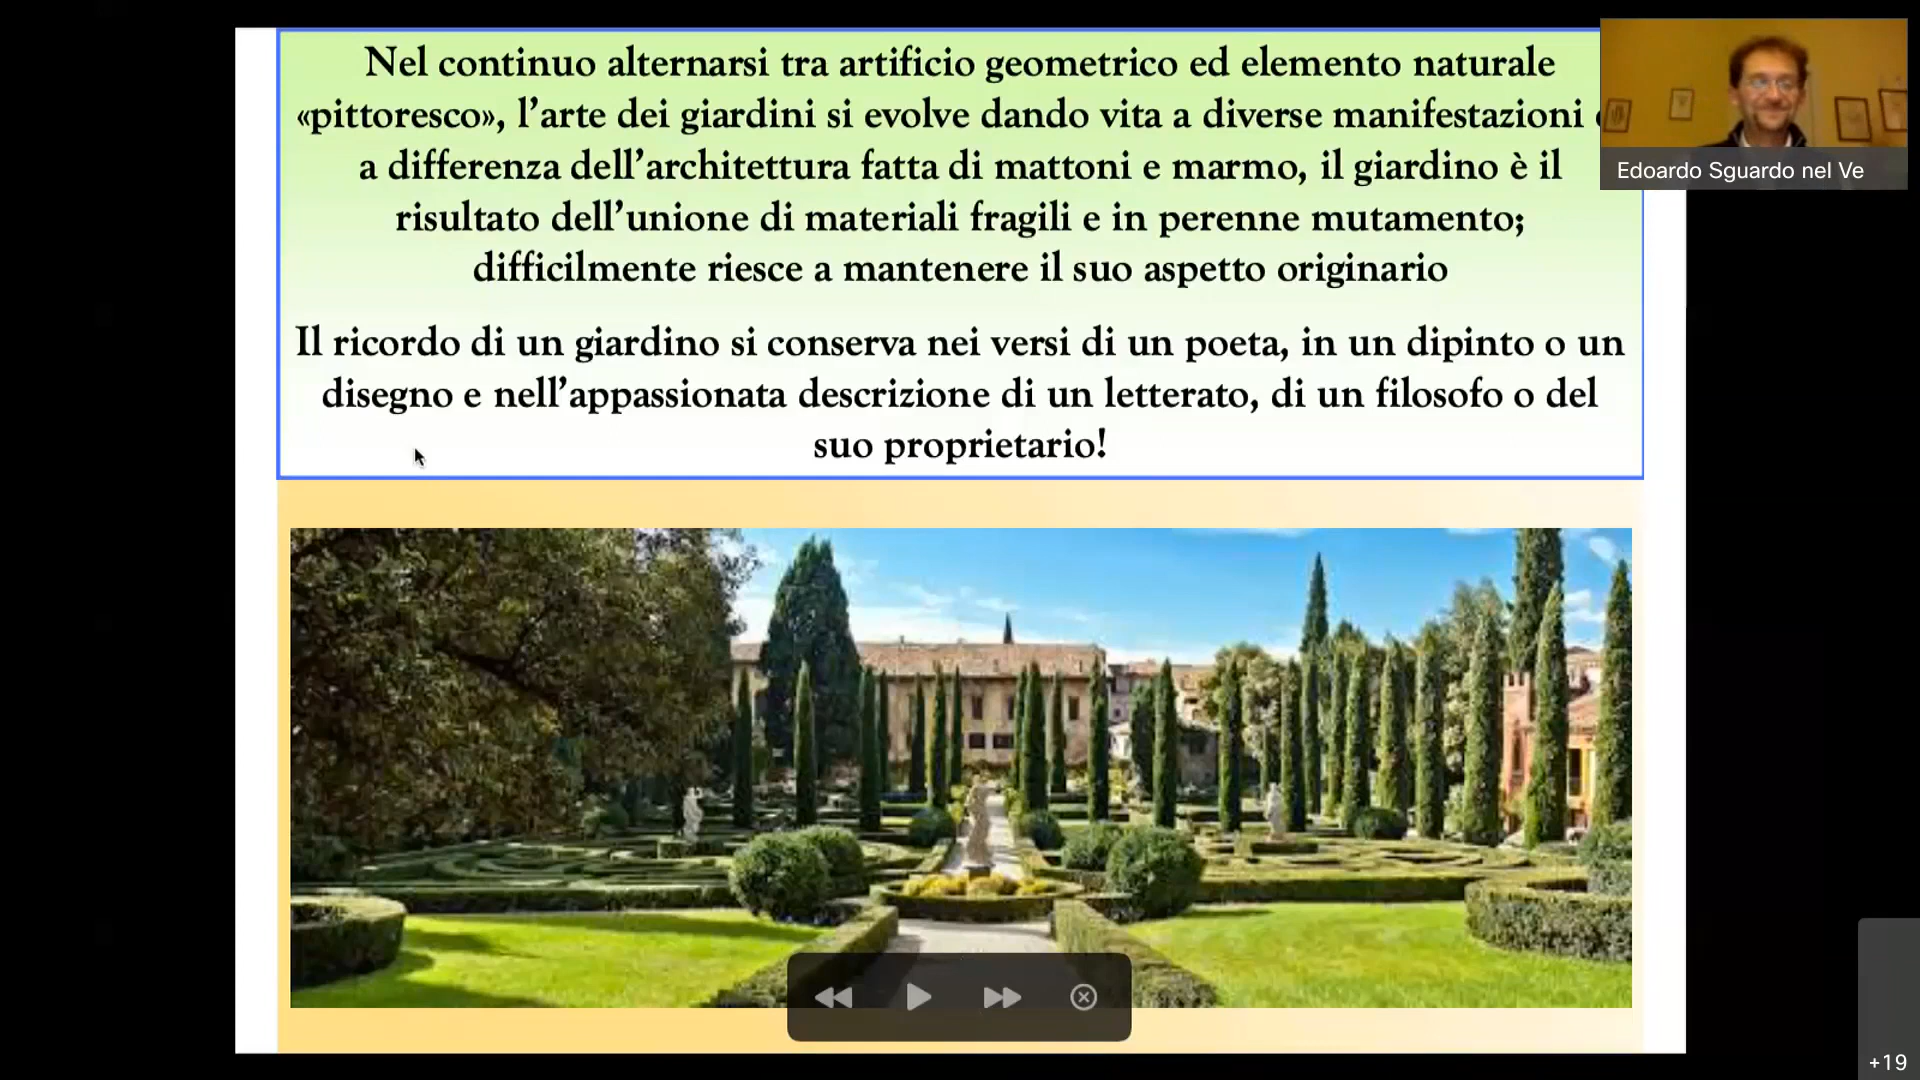 Nel continuo alternarsi tra artificio geometrico ed elemento naturale
«pittoresco», l’arte dei giardini si evolve dando vita a diverse manifestazioni
a differenza dell’architettura fatta di mattoni e marmo, il giardino è il
risultato dell’unione di materiali fragili e in perenne mutamento;
difficilmente riesce a mantenere il suo aspetto originario
Il ricordo di un giardino si conserva nei versi di un poeta, in un dipinto o un
disegno e nell’appassionata descrizione di un letterato, di un filosofo o del
suo proprietario!
Edoardo Sguardo nel Ve
+19